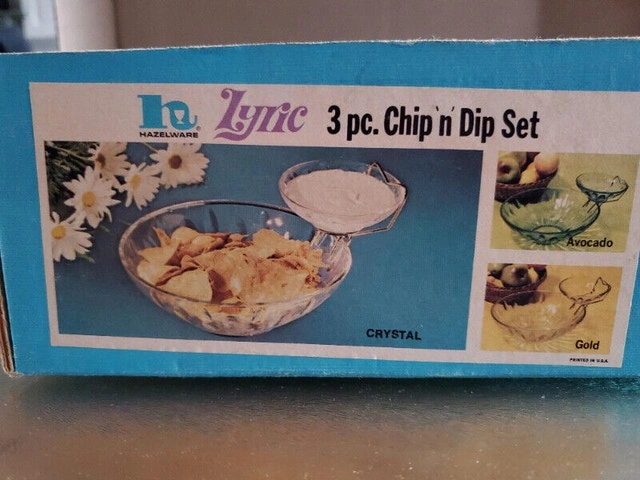 h
HAZELWARE®
Lyric
3 pc. Chip 'n' Dip Set
CRYSTAL
Avocado
Gold
PRINTED IN U.S.A.